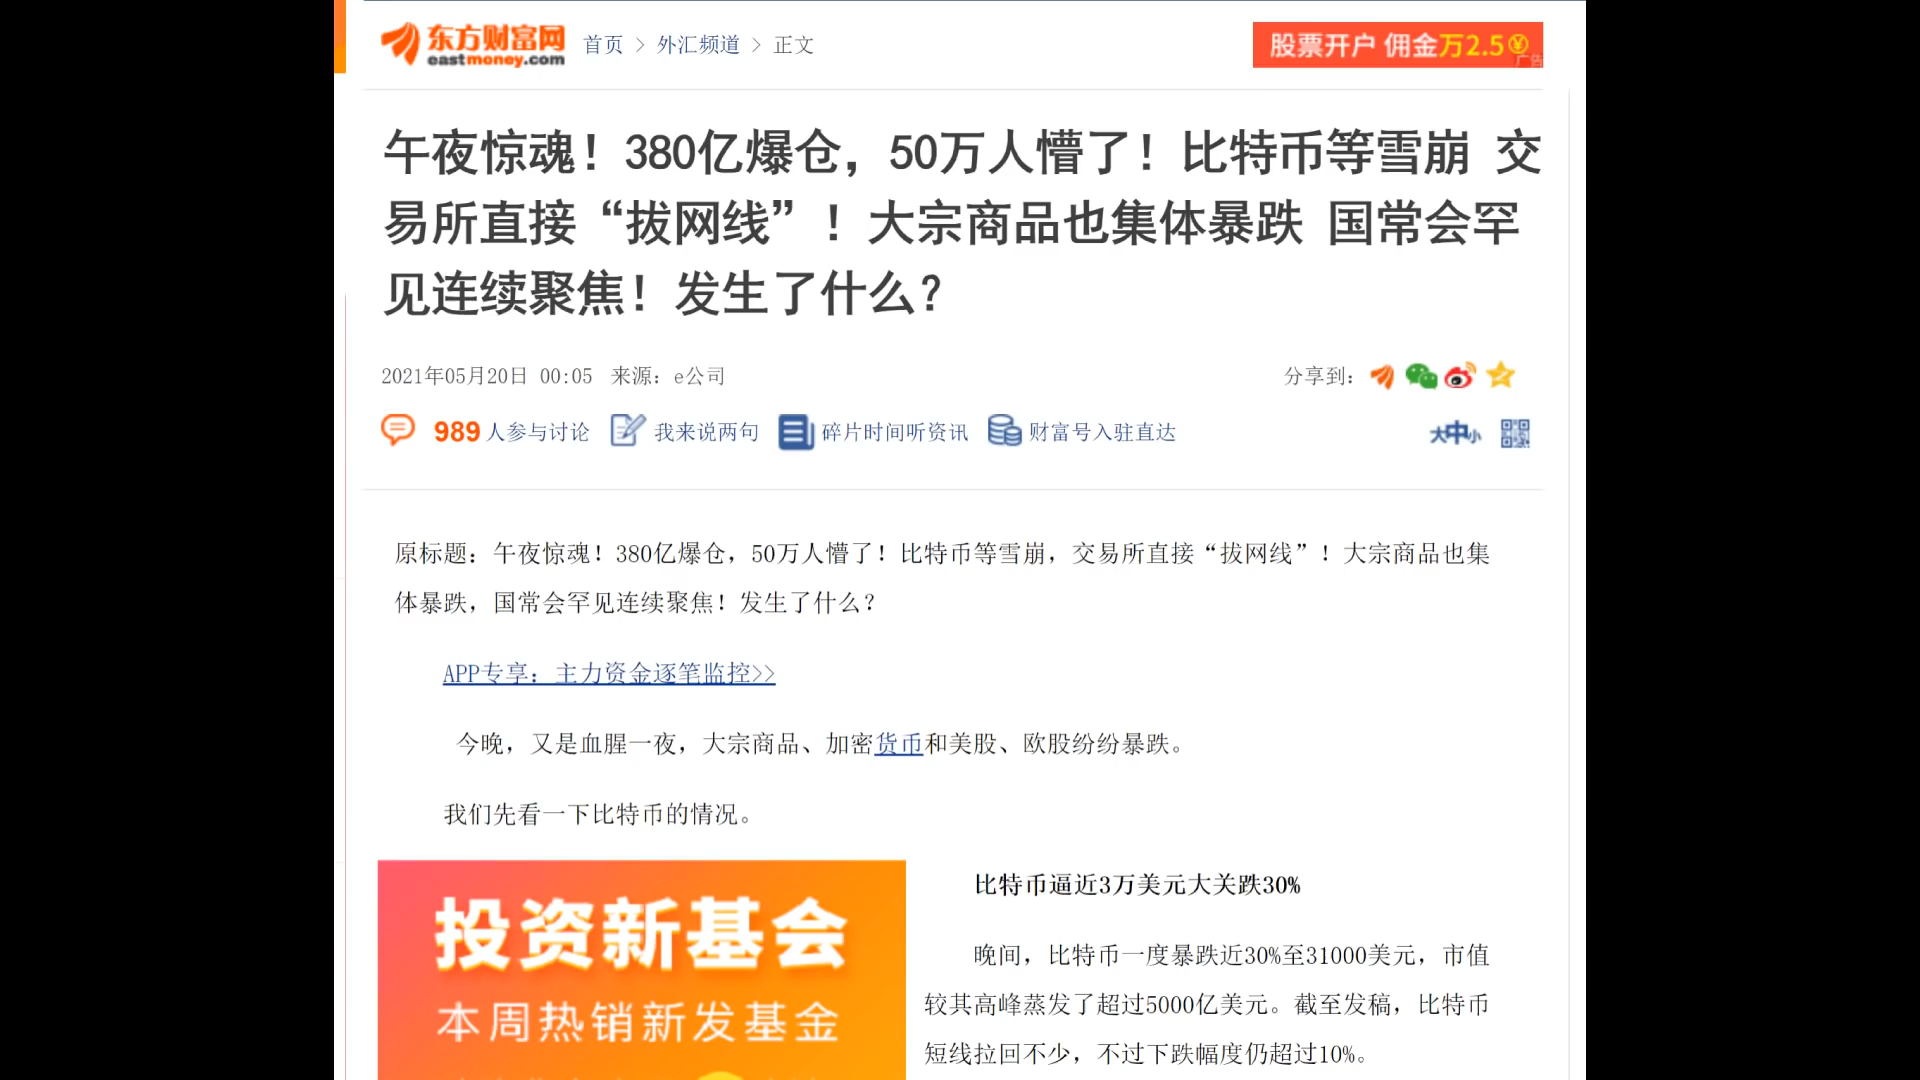 东方财富网
eastmoney.com
首页 > 外汇频道 > 正文
股票开户 佣金万2.5
广告
午夜惊魂！380亿爆仓，50万人懵了！比特币等雪崩 交
易所直接“拔网线”！大宗商品也集体暴跌 国常会罕
见连续聚焦！发生了什么？
2021年05月20日 00:05 来源：e公司
分享到：
989人参与讨论 我来说两句 碎片时间听资讯 财富号入驻直达
大中小
原标题：午夜惊魂！380亿爆仓，50万人懵了！比特币等雪崩，交易所直接“拔网线”！大宗商品也集
体暴跌，国常会罕见连续聚焦！发生了什么？
APP专享：主力资金逐笔监控>>
今晚，又是血腥一夜，大宗商品、加密货币和美股、欧股纷纷暴跌。
我们先看一下比特币的情况。
投资新基会
本周热销新发基金
比特币逼近3万美元大关跌30%
晚间，比特币一度暴跌近30%至31000美元，市值
较其高峰蒸发了超过5000亿美元。截至发稿，比特币
短线拉回不少，不过下跌幅度仍超过10%。